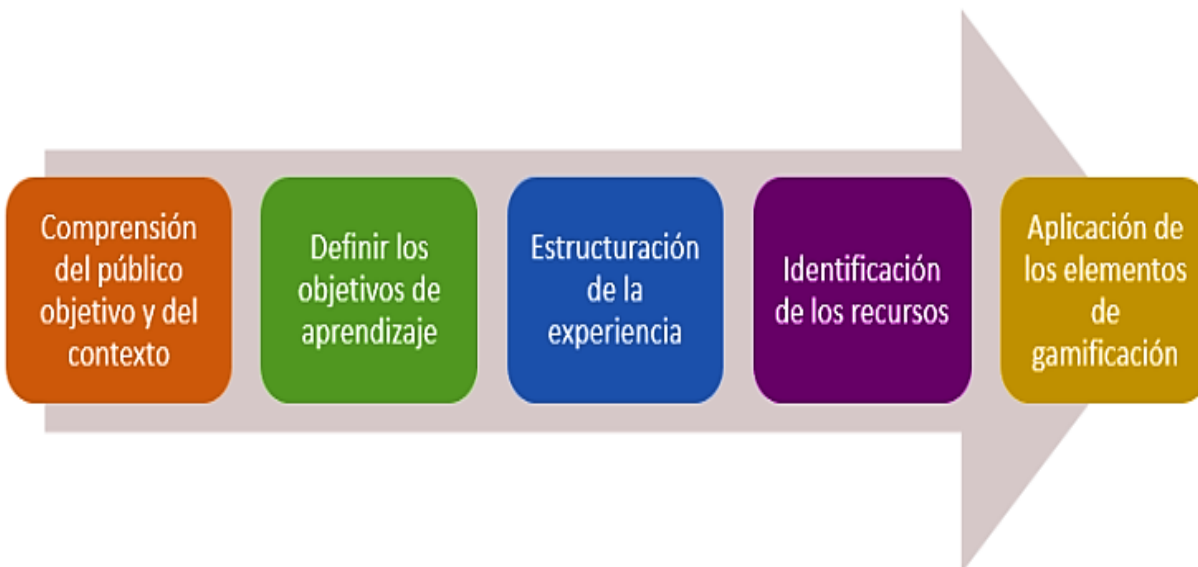 Comprensión
del público
objetivo y del
contexto
Definir los
objetivos de
aprendizaje
Estructuración
de la
experiencia
Identificación
de los recursos
Aplicación de
los elementos
de
gamificación